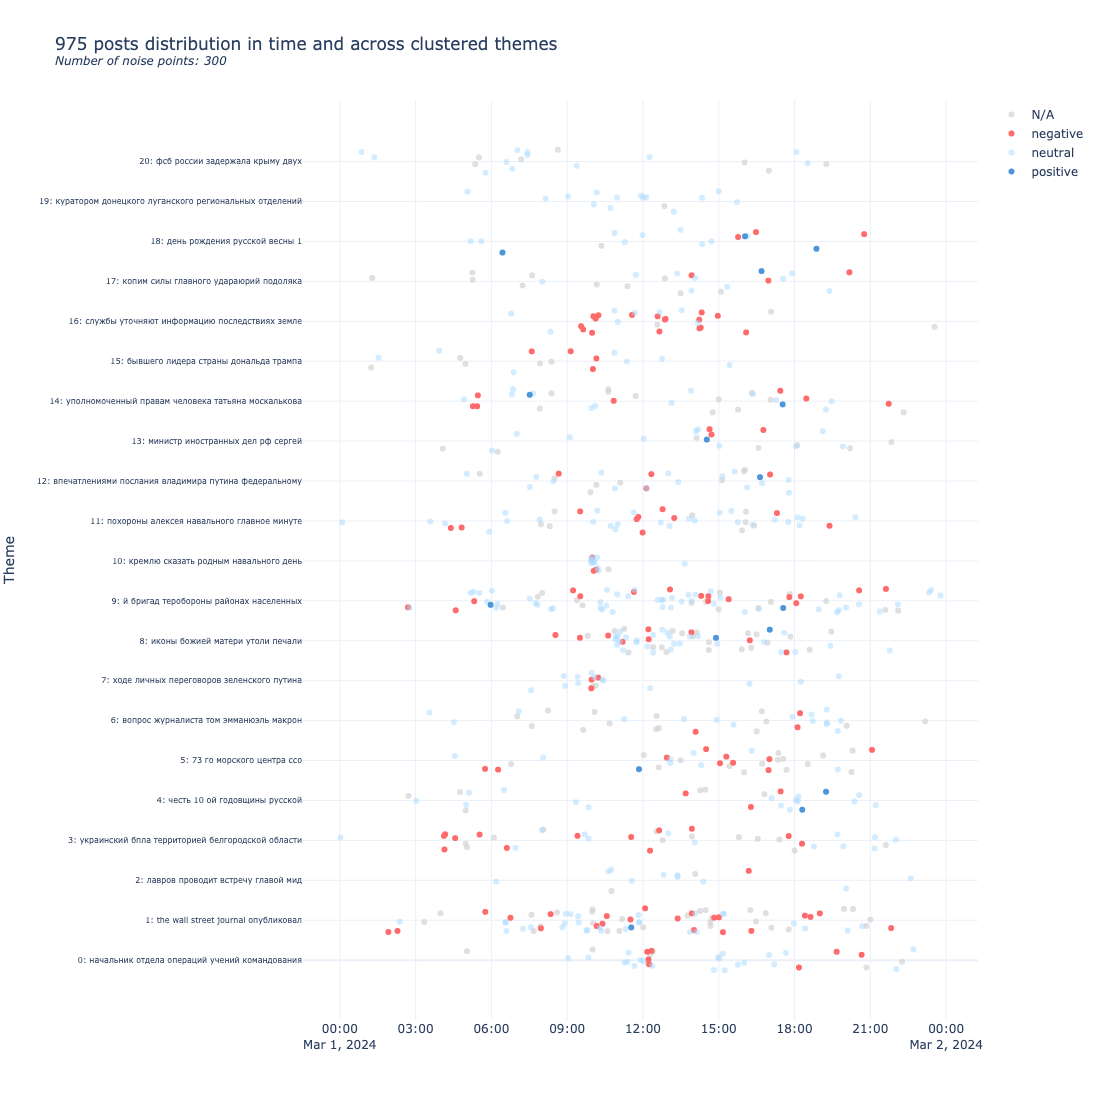 975 posts distribution in time and across clustered themes
Number of noise points: 300
N/A
negative
neutral
positive
Theme
20: фсб россии задержала крыму двух
19: куратором донецкого луганского региональных отделений
18: день рождения русской весны 1
17: копим силы главного удараюрий подоляка
16: службы уточняют информацию последствиях земле
15: бывшего лидера страны дональда трампа
14: уполномоченный правам человека татьяна москалькова
13: министр иностранных дел рф сергей
12: впечатлениями послания владимира путина федеральному
11: похороны алексея навального главное минуте
10: кремлю сказать родным навального день
9: й бригад теробороны районах населенных
8: иконы божией матери утоли печали
7: ходе личных переговоров зеленского путина
6: вопрос журналиста том эммануэль макрон
5: 73 го морского центра ссо
4: честь 10 ой годовщины русской
3: украинский бпла территорией белгородской области
2: лавров проводит встречу главой мид
1: the wall street journal опубликовал
0: начальник отдела операций учений командования
00:00 03:00 06:00 09:00 12:00 15:00 18:00 21:00 00:00
Mar 1, 2024 Mar 2, 2024